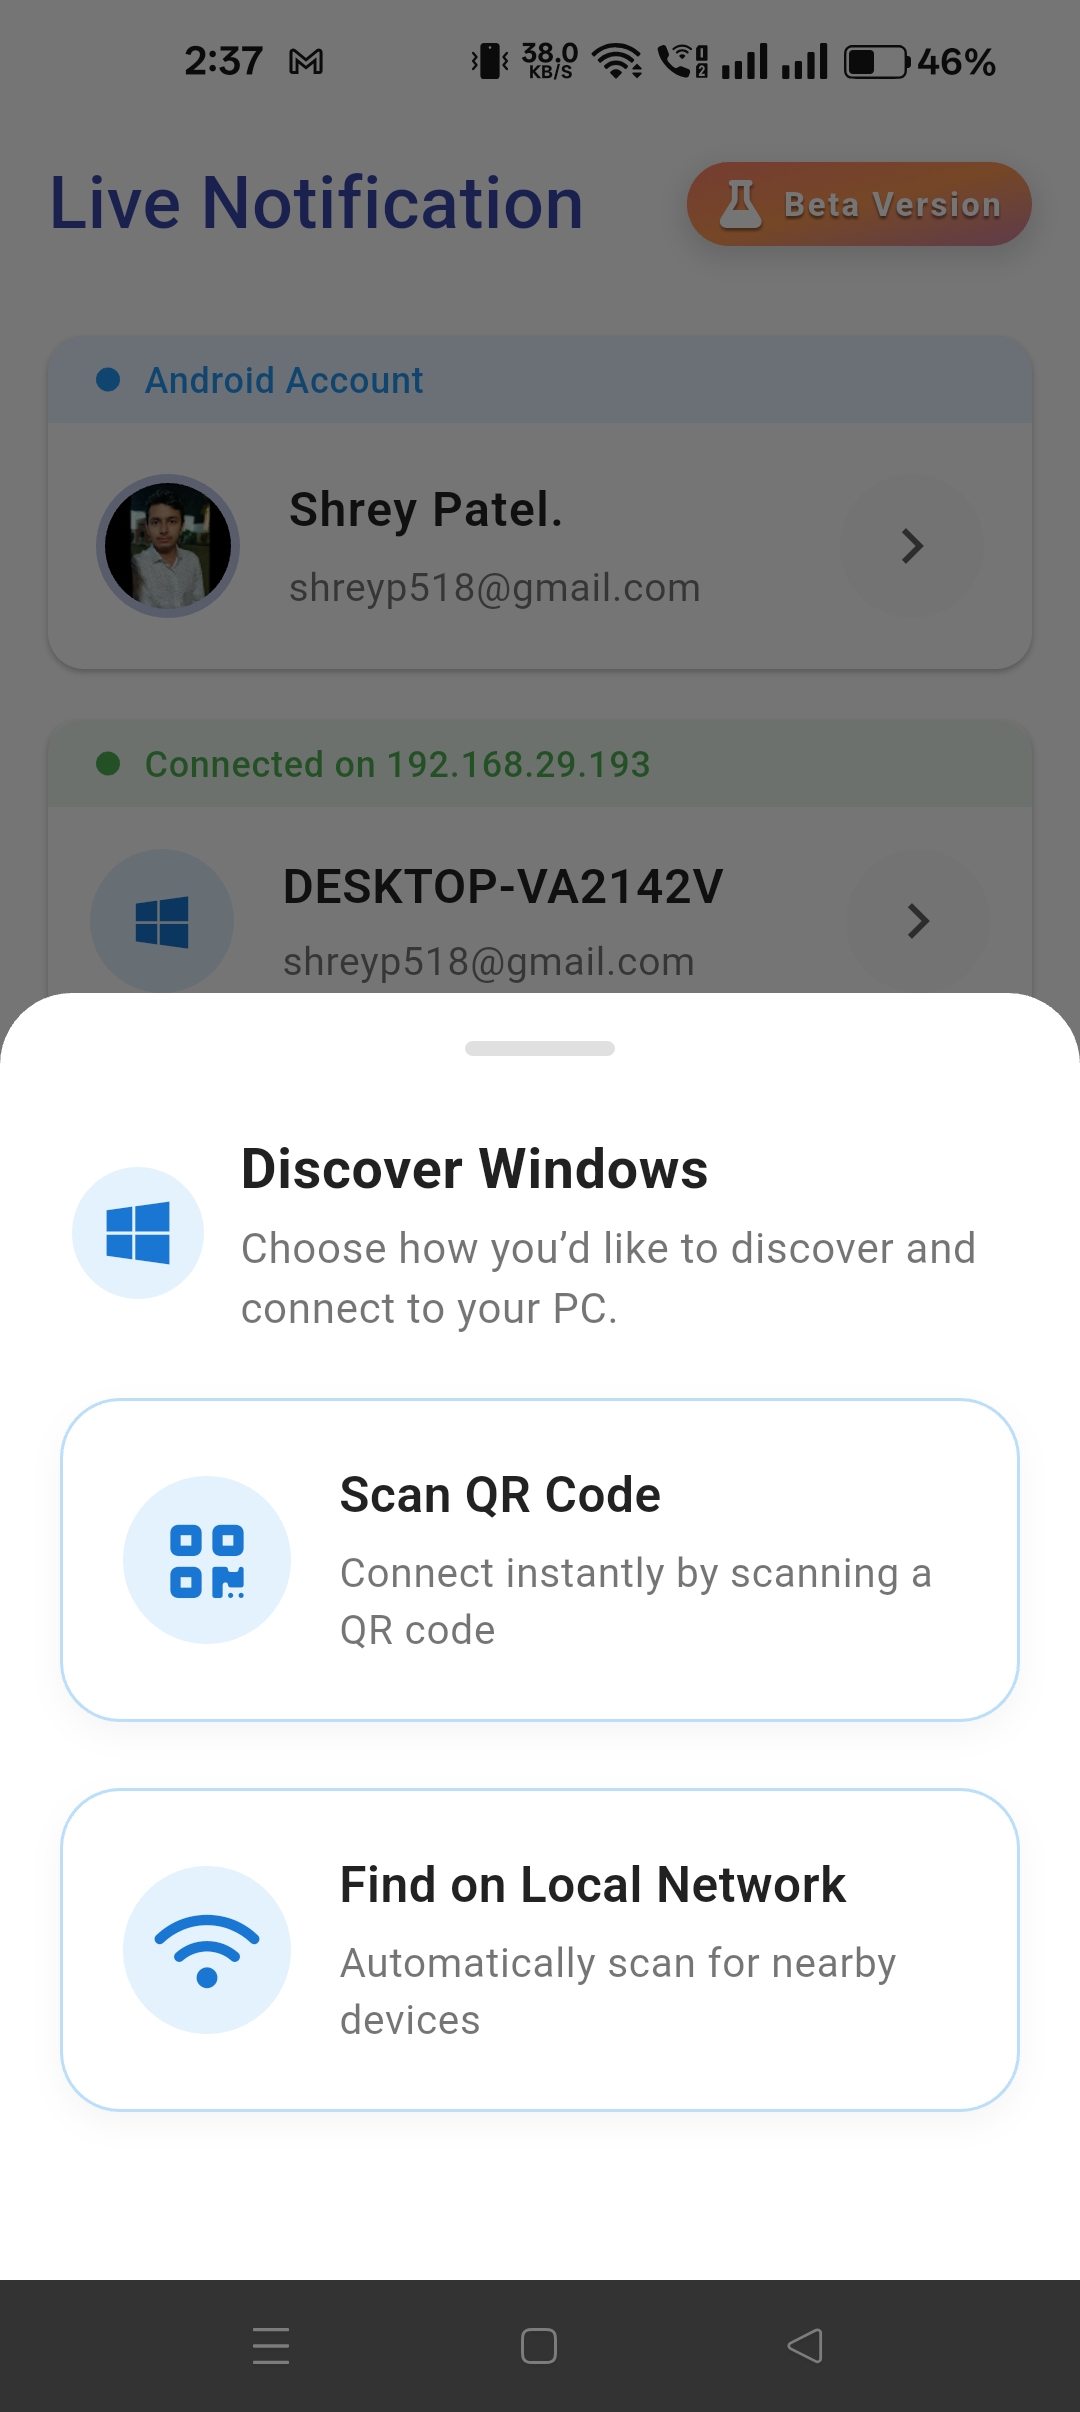 2:37
38.0
KB/S
1
2
46%
Live Notification
Beta Version
Android Account
Shrey Patel.
shreyp518@gmail.com
Connected on 192.168.29.193
DESKTOP-VA2142V
shreyp518@gmail.com
Discover Windows
Choose how you’d like to discover and
connect to your PC.
Scan QR Code
Connect instantly by scanning a
QR code
Find on Local Network
Automatically scan for nearby
devices